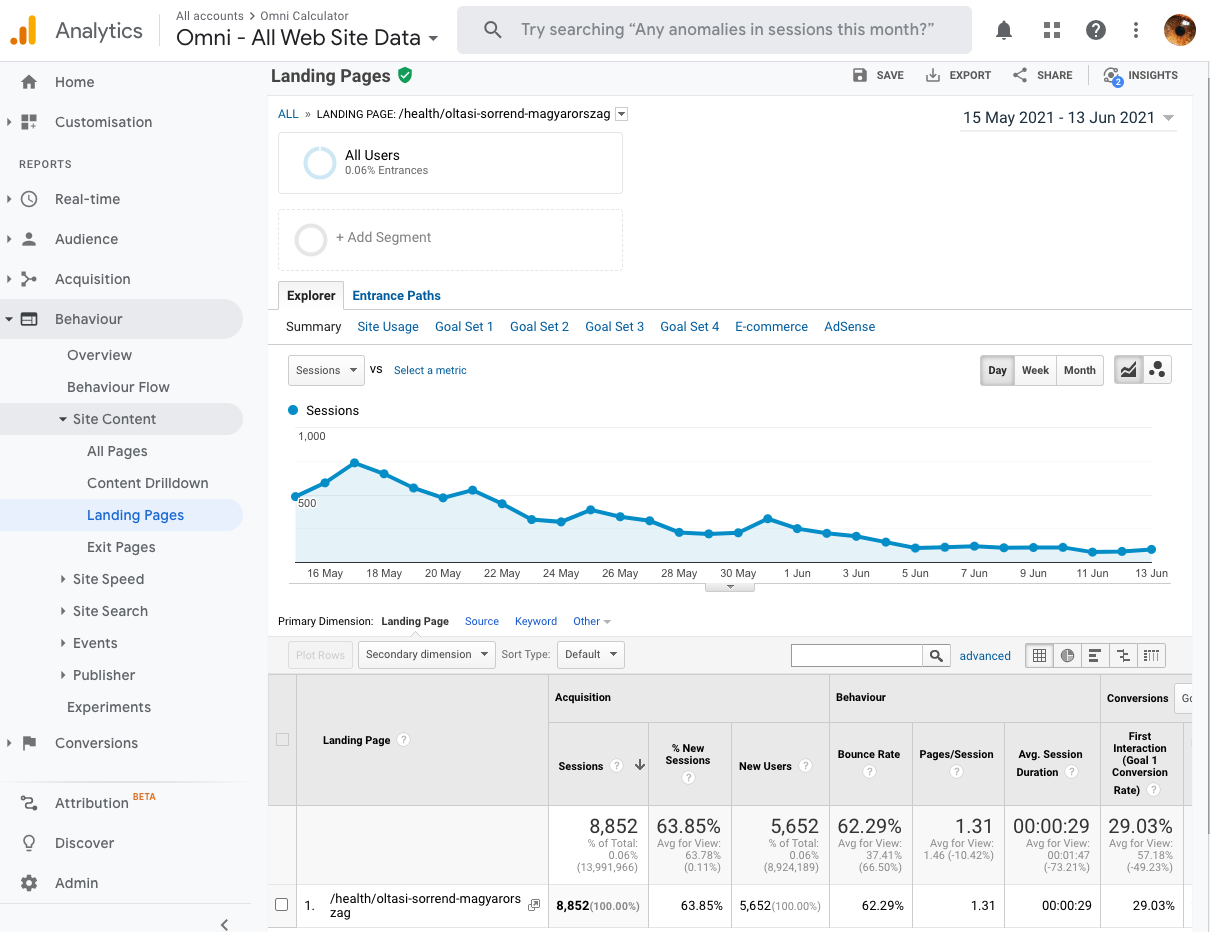 Analytics
All accounts > Omni Calculator
Omni - All Web Site Data
Try searching “Any anomalies in sessions this month?”
Home
Customisation
REPORTS
Real-time
Audience
Acquisition
Behaviour
Overview
Behaviour Flow
Site Content
All Pages
Content Drilldown
Landing Pages
Exit Pages
Site Speed
Site Search
Events
Publisher
Experiments
Conversions
Attribution BETA
Discover
Admin
Landing Pages
SAVE
EXPORT
SHARE
2
INSIGHTS
ALL » LANDING PAGE: /health/oltasi-sorrend-magyarorszag
15 May 2021 - 13 Jun 2021
All Users
0.06% Entrances
+ Add Segment
Explorer Entrance Paths
Summary Site Usage Goal Set 1 Goal Set 2 Goal Set 3 Goal Set 4 E-commerce AdSense
Sessions VS Select a metric
Day Week Month
Sessions
1,000
500
16 May 18 May 20 May 22 May 24 May 26 May 28 May 30 May 1 Jun 3 Jun 5 Jun 7 Jun 9 Jun 11 Jun 13 Jun
Primary Dimension: Landing Page Source Keyword Other
Plot Rows Secondary dimension Sort Type: Default advanced
Landing Page ?
Acquisition
Behaviour
Conversions Go
Sessions ?
% New
Sessions
?
New Users ?
Bounce Rate
?
Pages/Session
?
Avg. Session
Duration ?
First
Interaction
(Goal 1
Conversion
Rate) ?
8,852
% of Total:
0.06%
(13,991,966)
63.85%
Avg for View:
63.78%
(0.11%)
5,652
% of Total:
0.06%
(8,924,189)
62.29%
Avg for View:
37.41%
(66.50%)
1.31
Avg for View:
1.46 (-10.42%)
00:00:29
Avg for View:
00:01:47
(-73.21%)
29.03%
Avg for View:
57.18%
(-49.23%)
1. /health/oltasi-sorrend-magyarors
zag
8,852(100.00%) 63.85% 5,652(100.00%) 62.29% 1.31 00:00:29 29.03%